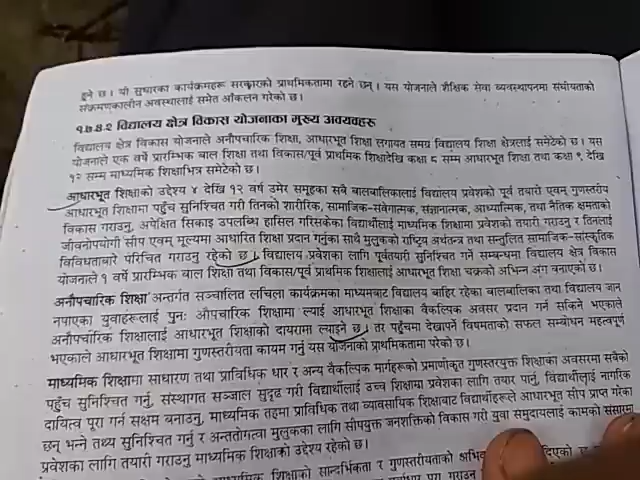 हुने छ। यी सुधारका कार्यक्रमहरू सरकारको प्राथमिकतामा रहने छन्। यस योजनाले शैक्षिक सेवा व्यवस्थापनमा संघीयताको
संक्रमणकालीन अवस्थालाई समेत आँकलन गरेको छ।
१.७.४.२ विद्यालय क्षेत्र विकास योजनाका मुख्य अवयवहरू
विद्यालय क्षेत्र विकास योजनाले अनौपचारिक शिक्षा, आधारभूत शिक्षा लगायत समग्र विद्यालय शिक्षा क्षेत्रलाई समेटेको छ। यस
योजनाले एक वर्षे प्रारम्भिक बाल शिक्षा तथा विकास/पूर्व प्राथमिक शिक्षादेखि कक्षा ८ सम्म आधारभूत शिक्षा तथा कक्षा ९ देखि
१२ सम्म माध्यमिक शिक्षाभित्र समेटेको छ।
आधारभूत शिक्षाको उद्देश्य ४ देखि १२ वर्ष उमेर समूहका सबै बालबालिकालाई विद्यालय प्रवेशको पूर्व तयारी एवम् गुणस्तरीय
आधारभूत शिक्षामा पहुँच सुनिश्चित गरी तिनको शारीरिक, सामाजिक-संवेगात्मक, संज्ञानात्मक, आध्यात्मिक, तथा नैतिक क्षमताको
विकास गराउनु, अपेक्षित सिकाइ उपलब्धि हासिल गरिसकेका विद्यार्थीलाई माध्यमिक शिक्षामा प्रवेशको तयारी गराउनु र तिनलाई
जीवनोपयोगी सीप एवम् मूल्यमा आधारित शिक्षा प्रदान गर्नुका साथै मुलुकको राष्ट्रिय अर्थतन्त्र तथा सन्तुलित सामाजिक-सांस्कृतिक
विविधताबारे परिचित गराउनु रहेको छ। विद्यालय प्रवेशका लागि पूर्वतयारी सुनिश्चित गर्ने सम्बन्धमा विद्यालय क्षेत्र विकास
योजनाले १ वर्षे प्रारम्भिक बाल शिक्षा तथा विकास/पूर्व प्राथमिक शिक्षालाई आधारभूत शिक्षा चक्रको अभिन्न अंग बनाएको छ।
अनौपचारिक शिक्षा अन्तर्गत सञ्चालित लचिला कार्यक्रमका माध्यमबाट विद्यालय बाहिर रहेका बालबालिका तथा विद्यालय जान
नपाएका युवाहरूलाई पुनः औपचारिक शिक्षामा ल्याई आधारभूत शिक्षाका वैकल्पिक अवसर प्रदान गर्न सकिने भएकाले
अनौपचारिक शिक्षालाई आधारभूत शिक्षाको दायरामा ल्याइने छ, तर पहुँचमा देखापर्ने विषमताको सफल सम्बोधन महत्वपूर्ण
भएकाले आधारभूत शिक्षामा गुणस्तरीयता कायम गर्नु यस योजनाको प्राथमिकतामा परेको छ।
माध्यमिक शिक्षामा साधारण तथा प्राविधिक धार र अन्य वैकल्पिक मार्गहरूको प्रमाणीकृत गुणस्तरयुक्त शिक्षाका अवसरमा सबैको
पहुँच सुनिश्चित गर्नु, संस्थागत सञ्जाल सुदृढ गरी विद्यार्थीलाई उच्च शिक्षामा प्रवेशका लागि तयार पार्नु, विद्यार्थीलाई नागरिक
दायित्व पूरा गर्न सक्षम बनाउनु, माध्यमिक तहमा प्राविधिक तथा व्यावसायिक शिक्षाबाट विद्यार्थीहरूले आधारभूत सीप प्राप्त गरेका
छन् भन्ने तथ्य सुनिश्चित गर्नु र अन्ततोगत्वा मुलुकका लागि सीपयुक्त जनशक्तिको विकास गरी युवा समुदायलाई कामको संसारमा
प्रवेशका लागि तयारी गराउनु माध्यमिक शिक्षाको उद्देश्य रहेको छ।
माध्यमिक शिक्षाको सान्दर्भिकता र गुणस्तरीयताको